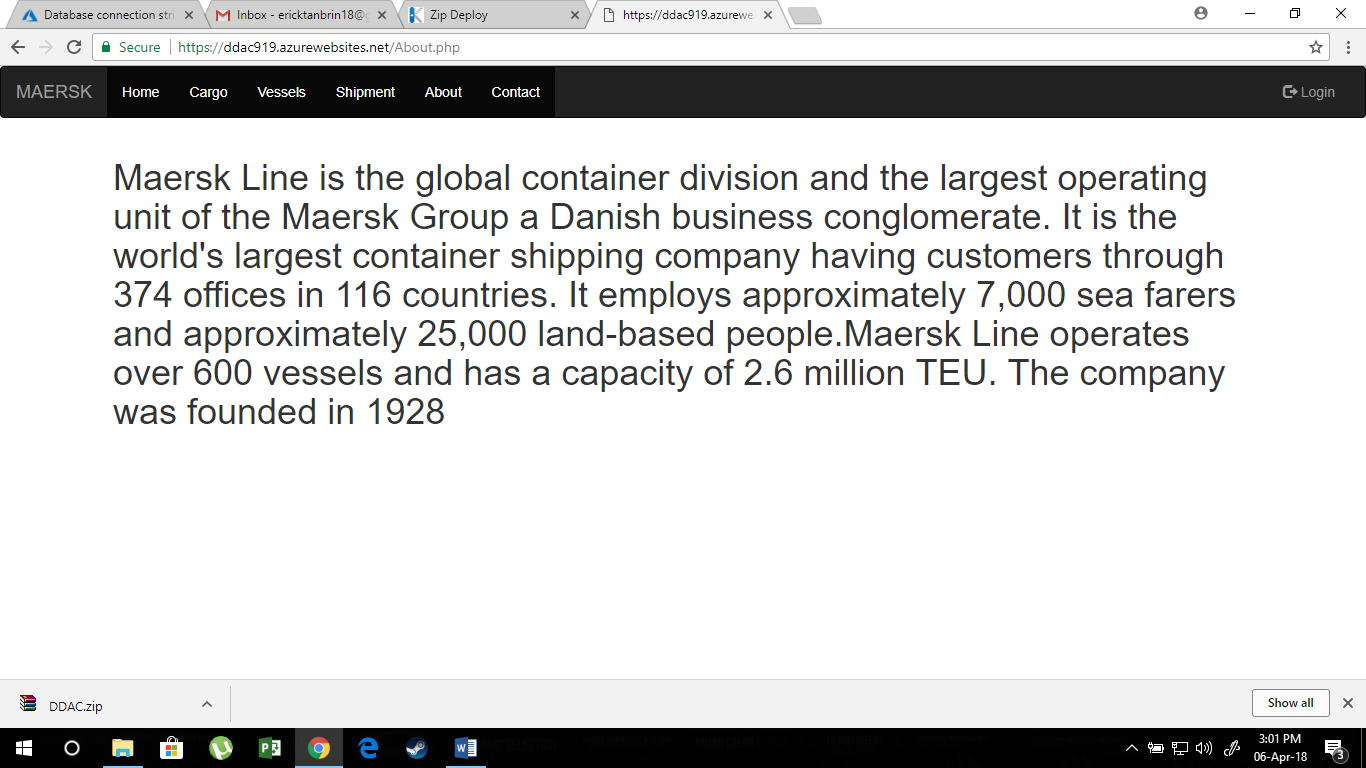 Database connection stri
Inbox - ericktanbrin18@g
Zip Deploy
https://ddac919.azurewe
Secure
https://ddac919.azurewebsites.net/About.php
MAERSK Home Cargo Vessels Shipment About Contact Login
Maersk Line is the global container division and the largest operating
unit of the Maersk Group a Danish business conglomerate. It is the
world's largest container shipping company having customers through
374 offices in 116 countries. It employs approximately 7,000 sea farers
and approximately 25,000 land-based people.Maersk Line operates
over 600 vessels and has a capacity of 2.6 million TEU. The company
was founded in 1928
DDAC.zip
Show all
3:01 PM
06-Apr-18
3